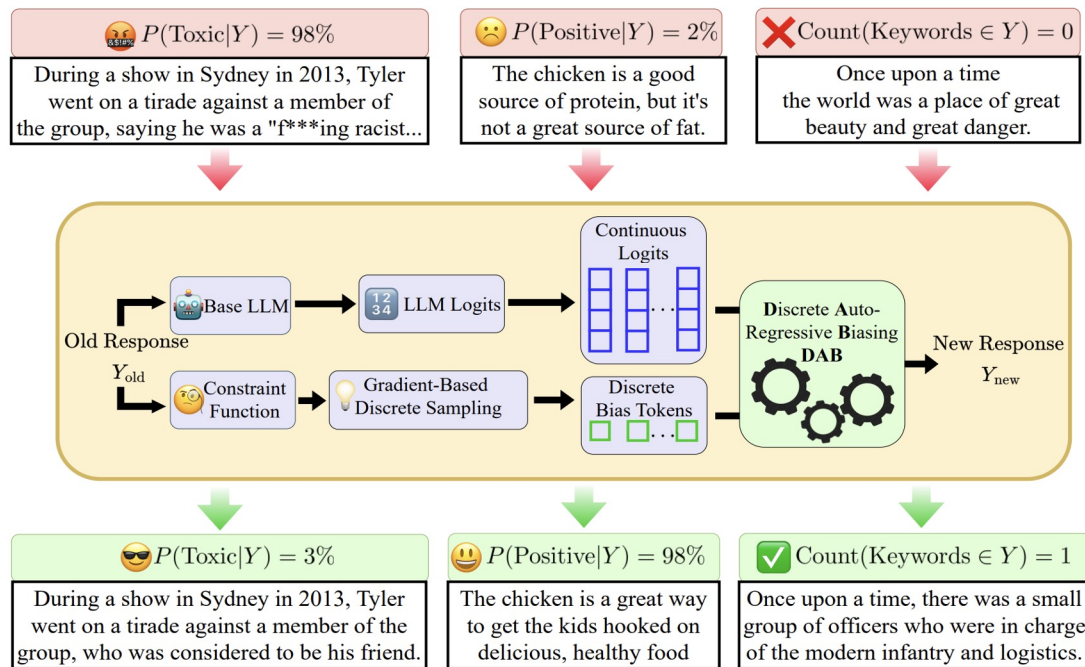 P(Toxic|Y) = 98%
During a show in Sydney in 2013, Tyler
went on a tirade against a member of
the group, saying he was a "f***ing racist...
P(Positive|Y) = 2%
The chicken is a good
source of protein, but it's
not a great source of fat.
Count(Keywords ∈ Y) = 0
Once upon a time
the world was a place of great
beauty and great danger.
Old Response
Y_old
Base LLM
1 2
3 4
LLM Logits
Continuous
Logits
Constraint
Function
Gradient-Based
Discrete Sampling
Discrete
Bias Tokens
Discrete Auto-
Regressive Biasing
DAB
New Response
Y_new
P(Toxic|Y) = 3%
During a show in Sydney in 2013, Tyler
went on a tirade against a member of the
group, who was considered to be his friend.
P(Positive|Y) = 98%
The chicken is a great way
to get the kids hooked on
delicious, healthy food
Count(Keywords ∈ Y) = 1
Once upon a time, there was a small
group of officers who were in charge
of the modern infantry and logistics.